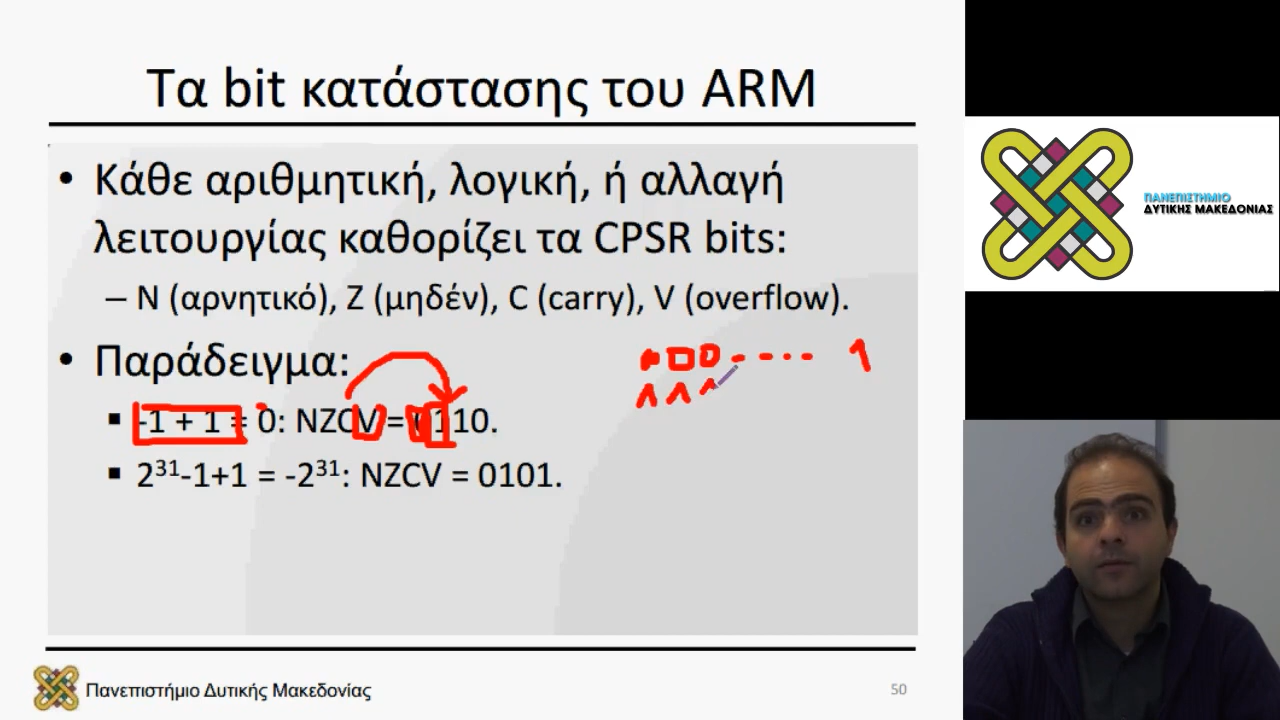 Τα bit κατάστασης του ARM
• Κάθε αριθμητική, λογική, ή αλλαγή
λειτουργίας καθορίζει τα CPSR bits:
– N (αρνητικό), Z (μηδέν), C (carry), V (overflow).
• Παράδειγμα:
▪ -1 + 1 = 0: NZCV = 0110.
▪ 2³¹-1+1 = -2³¹: NZCV = 0101.
Πανεπιστήμιο Δυτικής Μακεδονίας
50
ΠΑΝΕΠΙΣΤΗΜΙΟ
ΔΥΤΙΚΗΣ ΜΑΚΕΔΟΝΙΑΣ